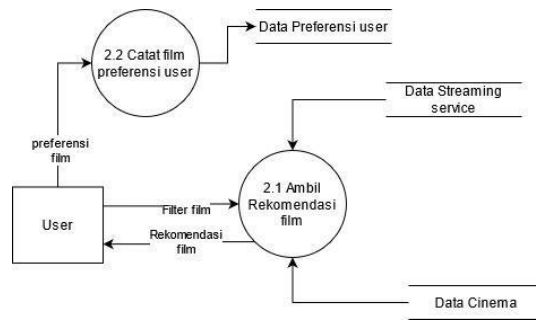 2.2 Catat film
preferensi user
Data Preferensi user
Data Streaming
service
preferensi
film
2.1 Ambil
Rekomendasi
film
User
Filter film
Rekomendasi
film
Data Cinema